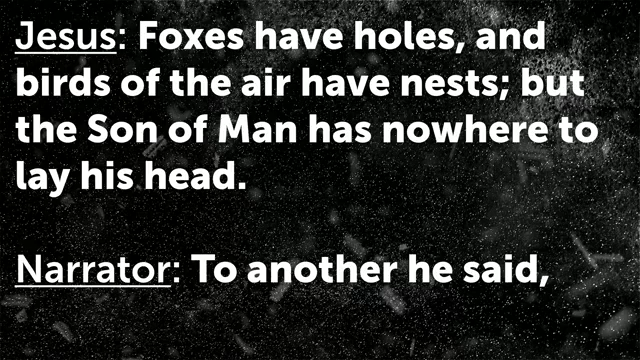 Jesus: Foxes have holes, and
birds of the air have nests; but
the Son of Man has nowhere to
lay his head.
Narrator: To another he said,